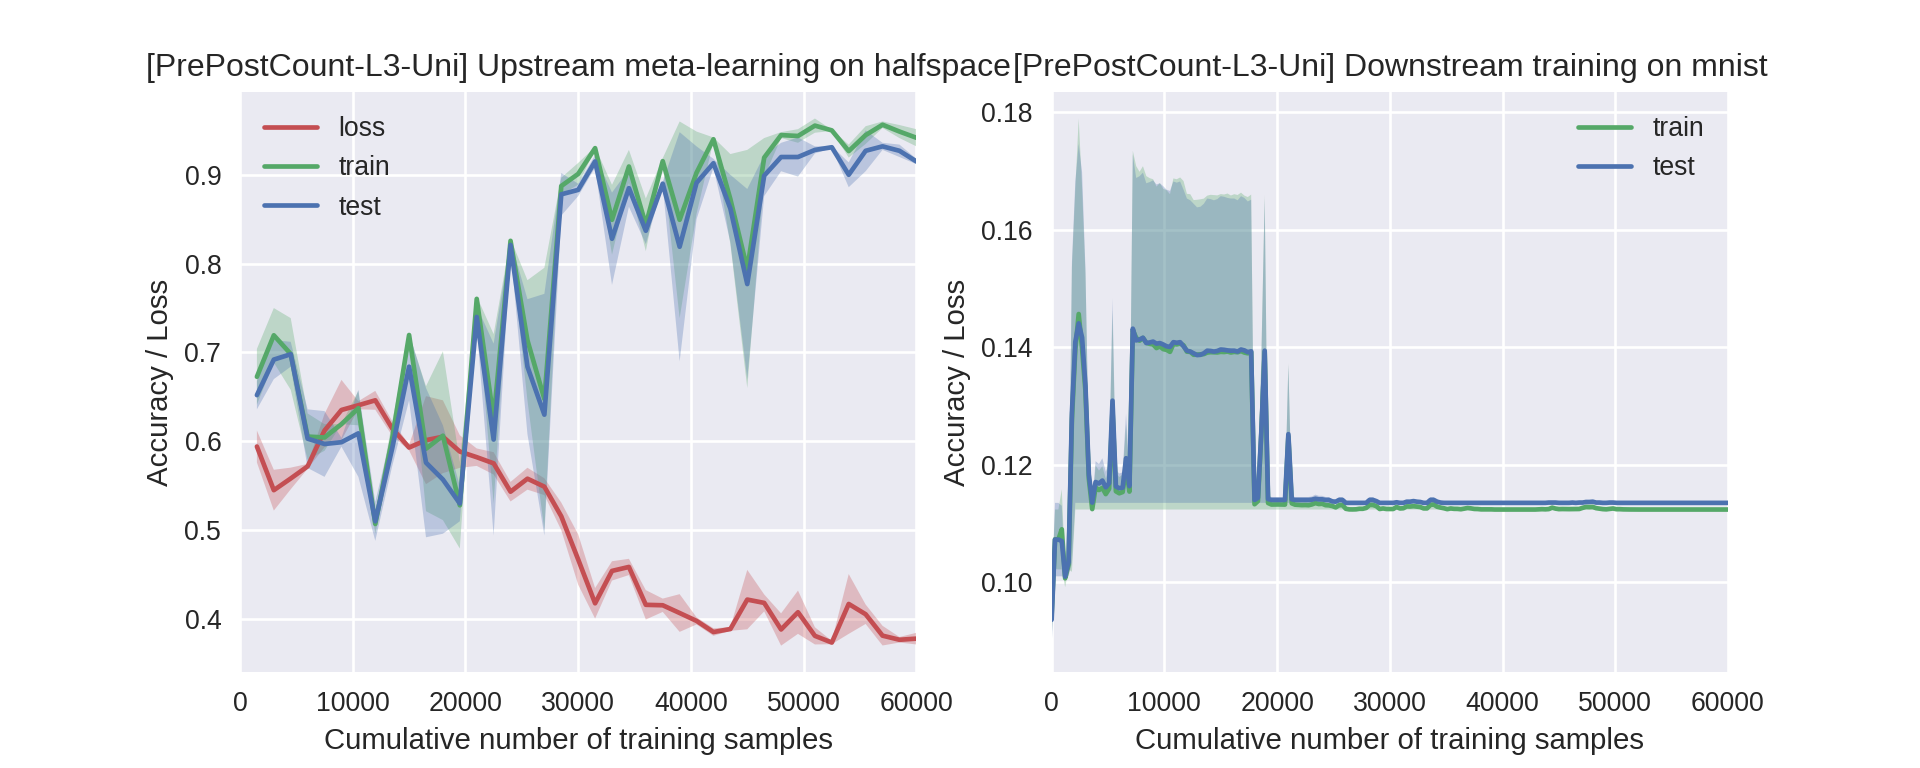 [PrePostCount-L3-Uni] Upstream meta-learning on halfspace
loss
train
test
0.9
0.8
0.7
0.6
0.5
0.4
Accuracy / Loss
0 10000 20000 30000 40000 50000 60000
Cumulative number of training samples
[PrePostCount-L3-Uni] Downstream training on mnist
train
test
0.18
0.16
0.14
0.12
0.10
Accuracy / Loss
0 10000 20000 30000 40000 50000 60000
Cumulative number of training samples